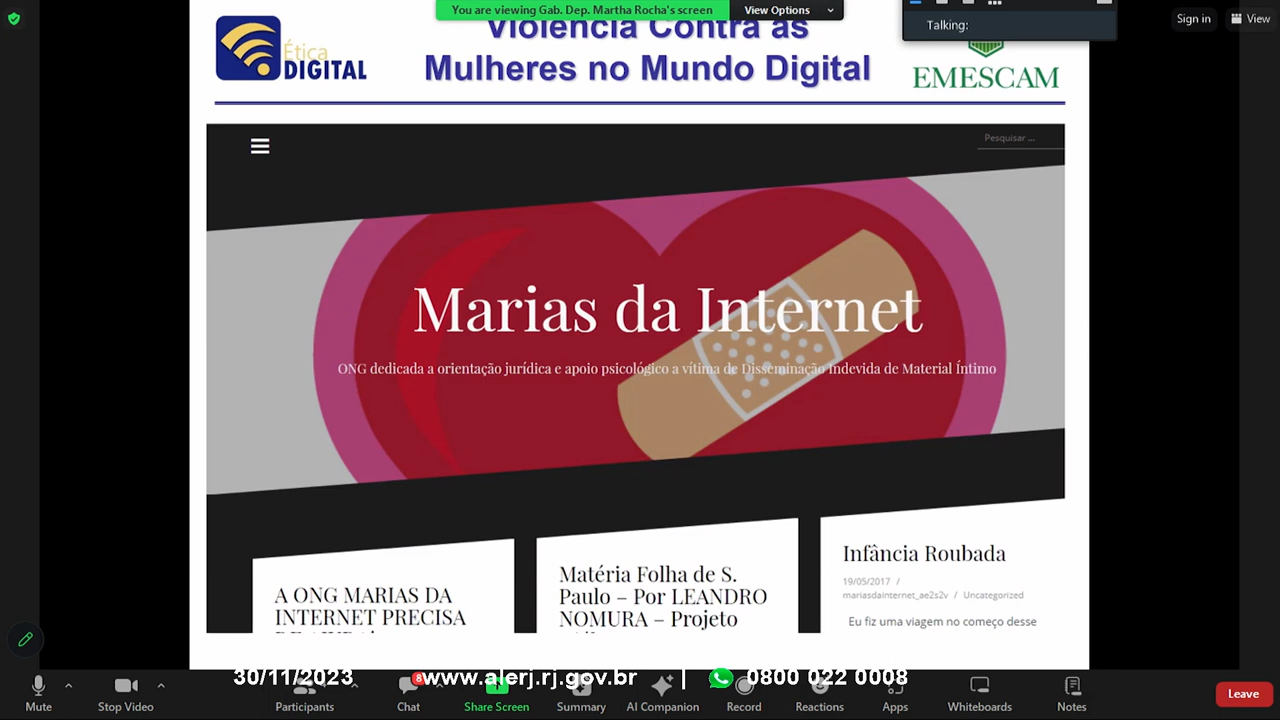 You are viewing Gab. Dep. Martha Rocha's screen
View Options
Talking:
Sign in
View
Ética
DIGITAL
Violência Contra as
Mulheres no Mundo Digital
EMESCAM
Pesquisar ...
Marias da Internet
ONG dedicada a orientação jurídica e apoio psicológico a vítima de Disseminação Indevida de Material Íntimo
A ONG MARIAS DA
INTERNET PRECISA
Matéria Folha de S.
Paulo – Por LEANDRO
NOMURA – Projeto
Infância Roubada
19/05/2017 /
mariasdainternet_ae2s2v / Uncategorized
Eu fiz uma viagem no começo desse
30/11/2023
www.alerj.rj.gov.br | 0800 022 0008
8
Mute
Stop Video
Participants
Chat
Share Screen
Summary
AI Companion
Record
Reactions
Apps
Whiteboards
Notes
Leave